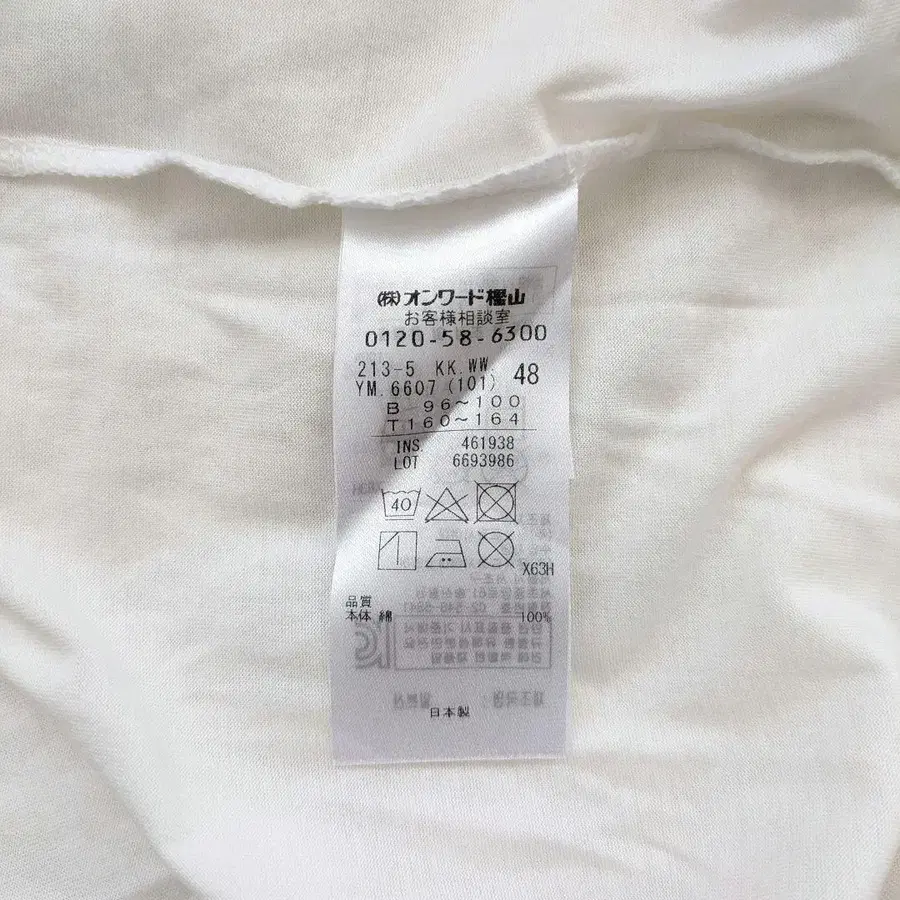 (株)オンワード樫山
お客様相談室
0120-58-6300
213-5 KK.WW.
YM.6607 (101) 48
B 96~100
T160~164
INS. 461938
LOT 6693986
40
X63H
品質
本体 綿 100%
日本製